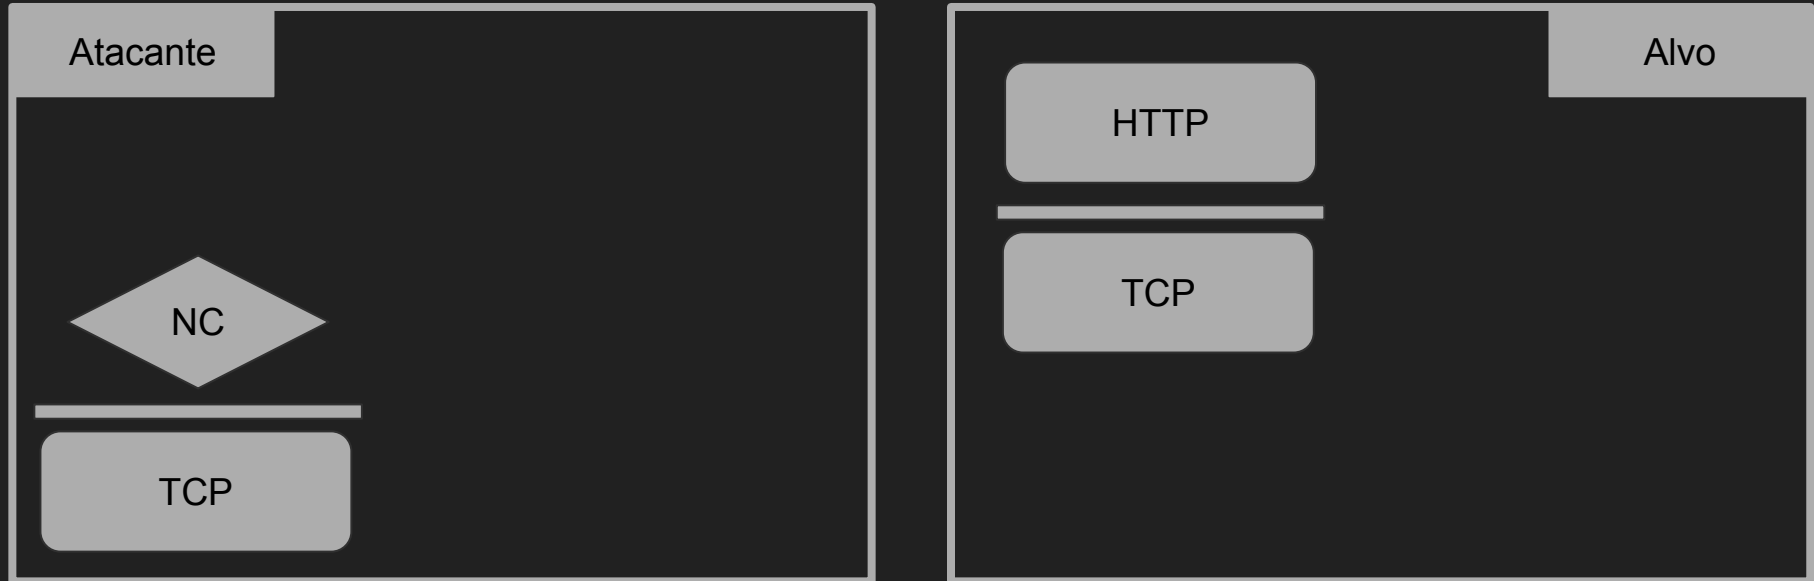 Atacante
NC
TCP
Alvo
HTTP
TCP